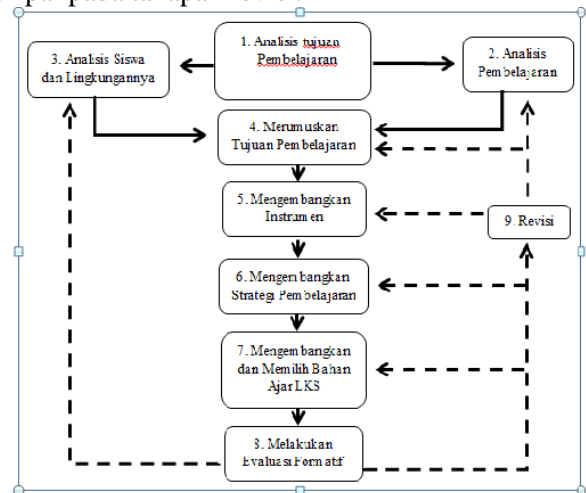 pada
1. Analisis tujuan
Pembelajaran
2. Analisis
Pembelajaran
3. Analisis Siswa
dan Lingkungannya
4. Merumuskan
Tujuan Pembelajaran
5. Mengembangkan
Instrumen
9. Revisi
6. Mengembangkan
Strategi Pembelajaran
7. Mengembangkan
dan Memilih Bahan
Ajar LKS
8. Melakukan
Evaluasi Formatif